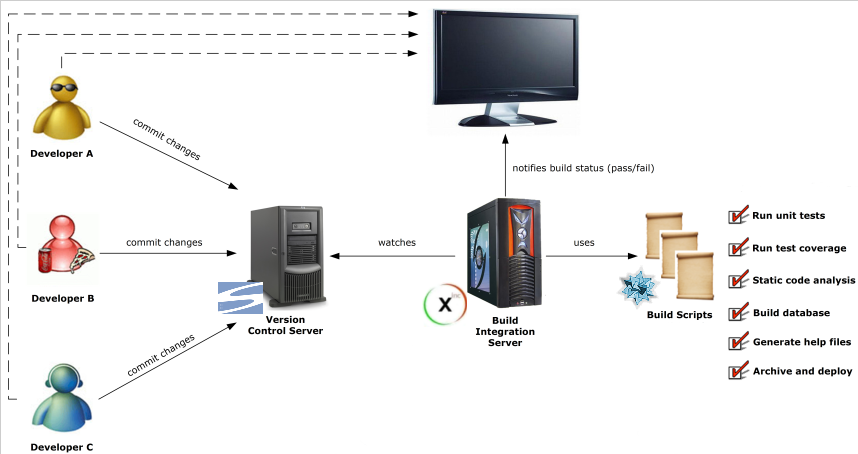 Developer A
commit changes
notifies build status (pass/fail)
Developer B
commit changes
watches
uses
Version
Control Server
X
Build
Integration
Server
Build Scripts
Run unit tests
Run test coverage
Static code analysis
Build database
Generate help files
Archive and deploy
commit changes
Developer C